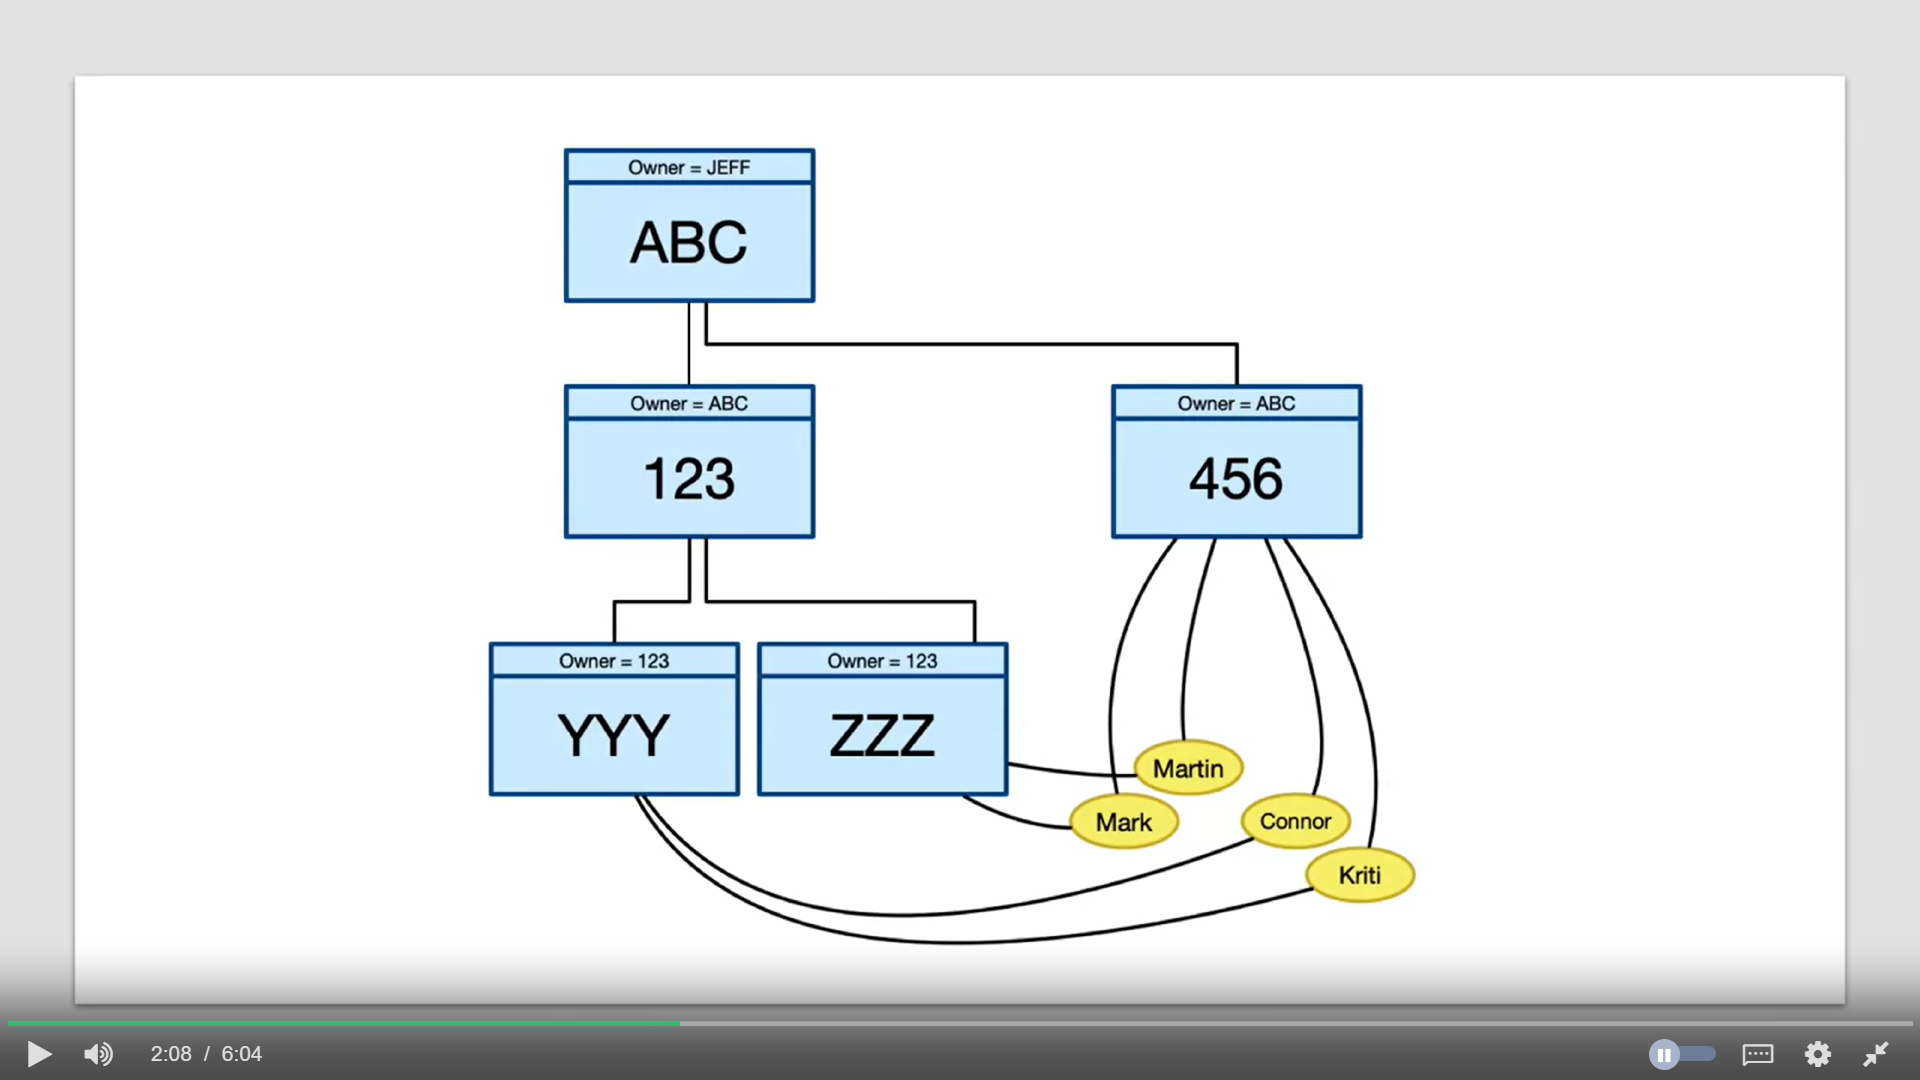 Owner = JEFF
ABC
Owner = ABC
123
Owner = ABC
456
Owner = 123
YYY
Owner = 123
ZZZ
Martin
Mark
Connor
Kriti
2:08 / 6:04